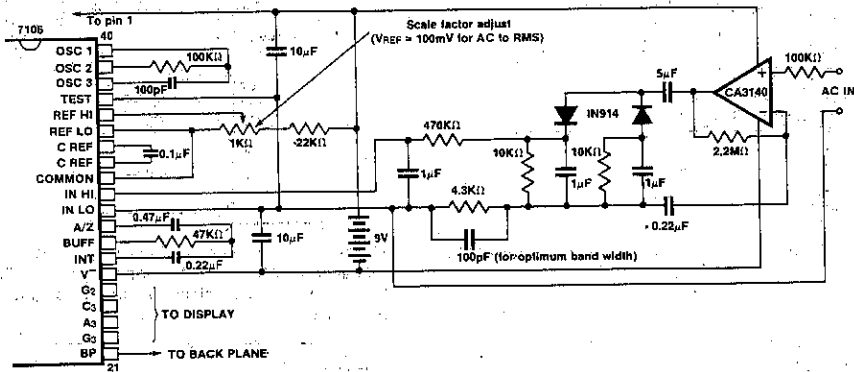 To pin 1
7106
40
OSC 1
OSC 2
OSC 3
TEST
REF HI
REF LO
C REF
C REF
COMMON
IN HI
IN LO
A/Z
BUFF
INT
V-
G2
C3
A3
G3
BP
21
100KΩ
100pF
10μF
Scale factor adjust
(VREF = 100mV for AC to RMS)
1KΩ
22KΩ
0.1μF
0.47μF
47KΩ
0.22μF
10μF
9V
470KΩ
1μF
4.3KΩ
100pF (for optimum band width)
10KΩ
1μF
10KΩ
1μF
IN914
5μF
CA3140
+
−
100KΩ
AC IN
2.2MΩ
0.22μF
TO DISPLAY
TO BACK PLANE